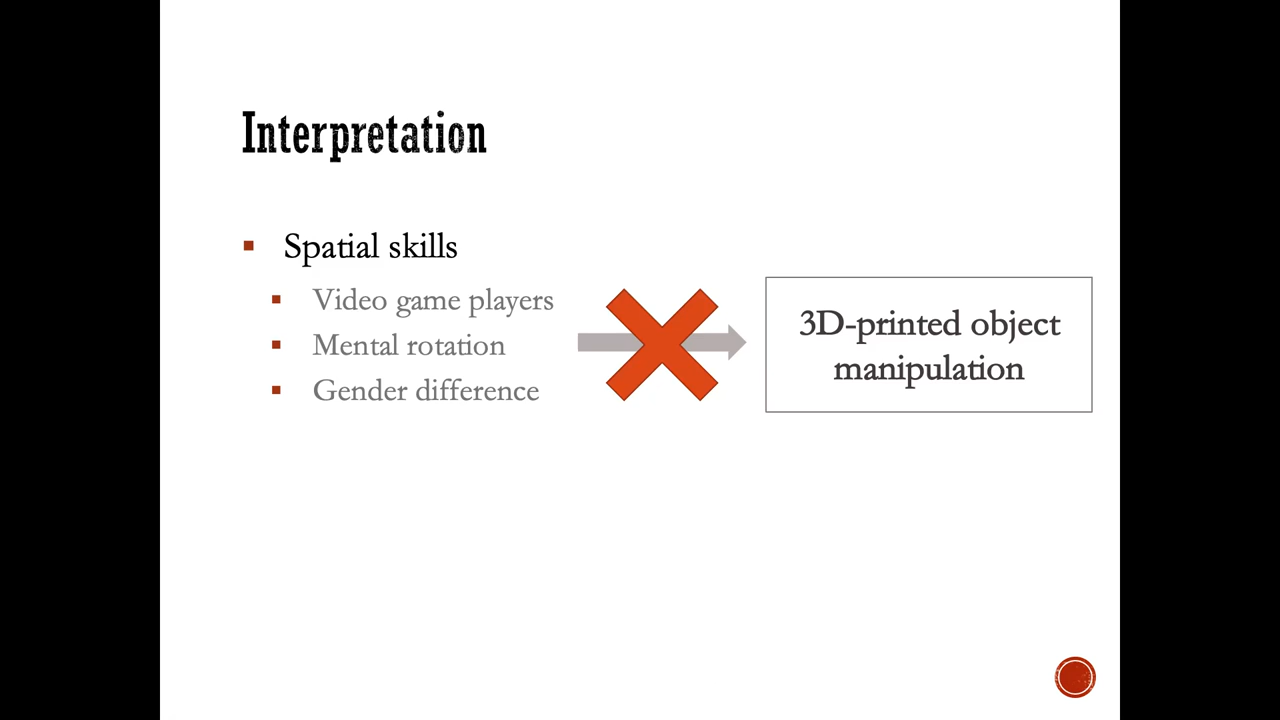 Interpretation
Spatial skills
Video game players
Mental rotation
Gender difference
3D-printed object
manipulation